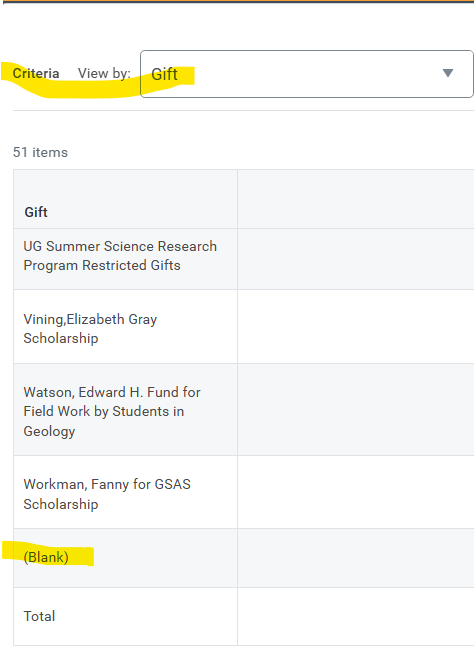 Criteria View by: Gift
51 items
Gift
UG Summer Science Research
Program Restricted Gifts
Vining,Elizabeth Gray
Scholarship
Watson, Edward H. Fund for
Field Work by Students in
Geology
Workman, Fanny for GSAS
Scholarship
(Blank)
Total